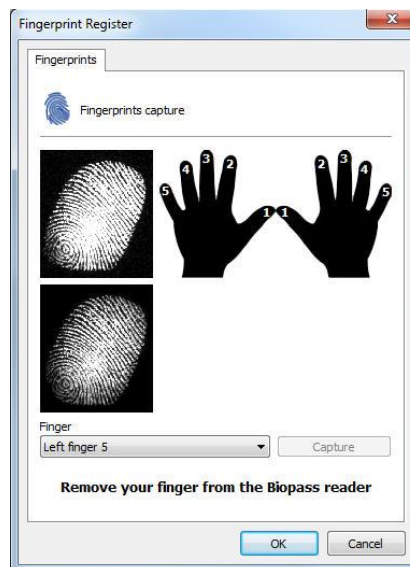 Fingerprint Register
x
Fingerprints
Fingerprints capture
5 4 3 2 1 1 2 3 4 5
Finger
Left finger 5
Capture
Remove your finger from the Biopass reader
OK
Cancel